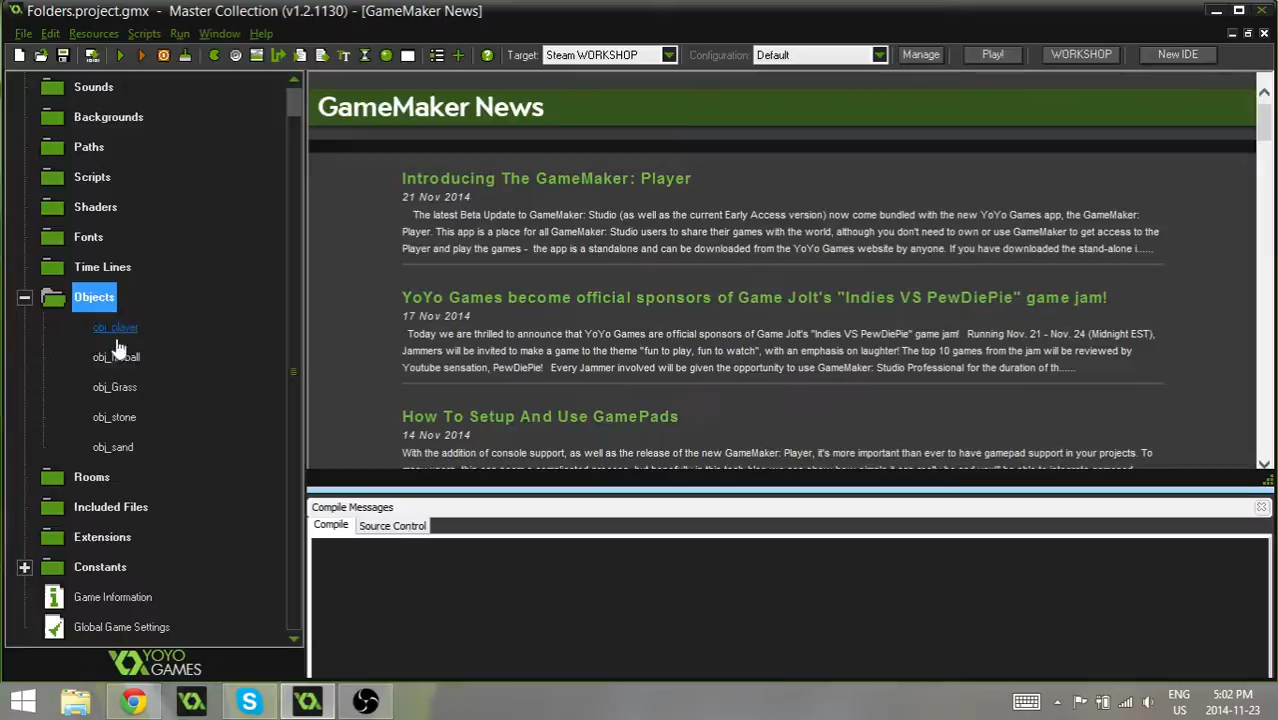 Folders.project.gmx - Master Collection (v1.2.1130) - [GameMaker News]
File Edit Resources Scripts Run Window Help
Target: Steam WORKSHOP Configuration: Default Manage Play! WORKSHOP New IDE
Sounds
Backgrounds
Paths
Scripts
Shaders
Fonts
Time Lines
Objects
obj_player
obj_Grass
obj_stone
obj_sand
Rooms
Included Files
Extensions
Constants
Game Information
Global Game Settings
YOYO
GAMES
GameMaker News
Introducing The GameMaker: Player
21 Nov 2014
The latest Beta Update to GameMaker: Studio (as well as the current Early Access version) now come bundled with the new YoYo Games app, the GameMaker:
Player. This app is a place for all GameMaker: Studio users to share their games with the world, although you don't need to own or use GameMaker to get access to the
Player and play the games - the app is a standalone and can be downloaded from the YoYo Games website by anyone. If you have downloaded the stand-alone i......
YoYo Games become official sponsors of Game Jolt's "Indies VS PewDiePie" game jam!
17 Nov 2014
Today we are thrilled to announce that YoYo Games are official sponsors of Game Jolt's "Indies VS PewDiePie" game jam! Running Nov. 21 - Nov. 24 (Midnight EST),
Jammers will be invited to make a game to the theme "fun to play, fun to watch", with an emphasis on laughter! The top 10 games from the jam will be reviewed by
Youtube sensation, PewDiePie! Every Jammer involved will be given the opportunity to use GameMaker: Studio Professional for the duration of th......
How To Setup And Use GamePads
14 Nov 2014
With the addition of console support, as well as the release of the new GameMaker: Player, it's more important than ever to have gamepad support in your projects. To
Compile Messages
Compile Source Control
ENG
US
5:02 PM
2014-11-23